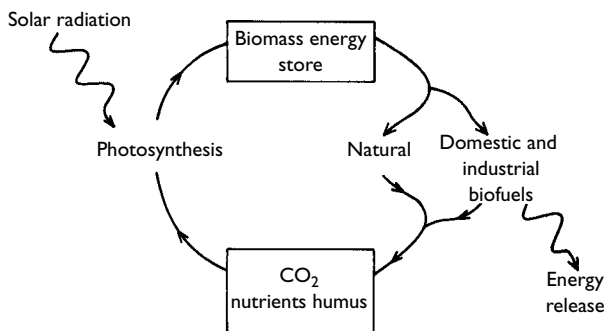 Solar radiation
Biomass energy
store
Photosynthesis
Natural
Domestic and
industrial
biofuels
CO₂
nutrients humus
Energy
release